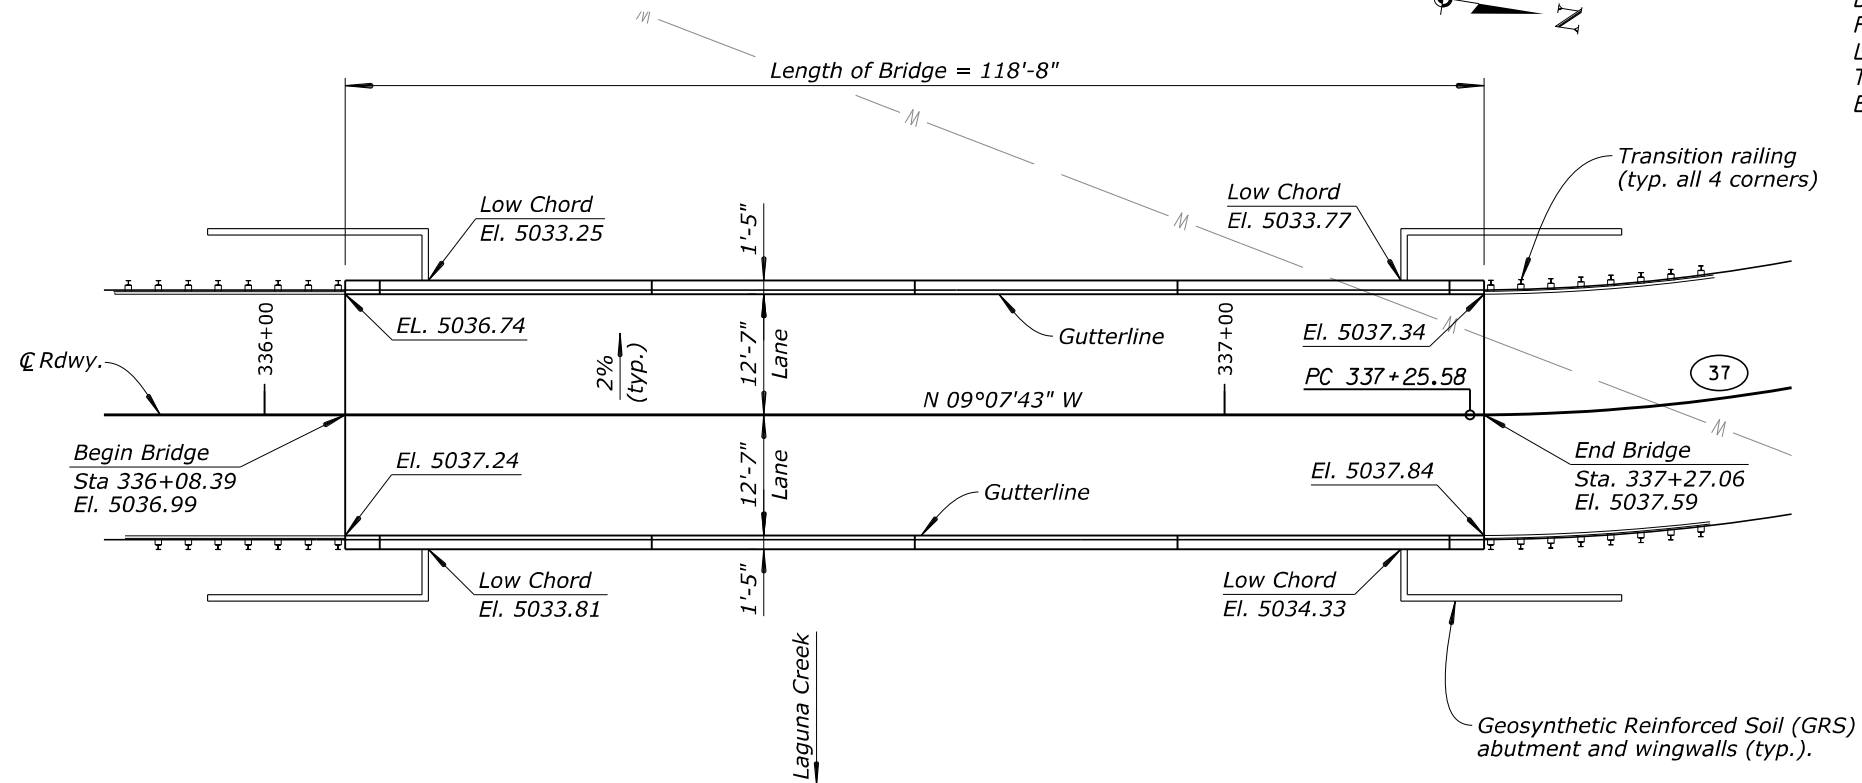 N
Length of Bridge = 118'-8"
W
W
W
W
W
Transition railing
(typ. all 4 corners)
Low Chord
El. 5033.25
1'-5"
Low Chord
El. 5033.77
336+00
EL. 5036.74
2%
(typ.)
12'-7"
Lane
Gutterline
337+00
El. 5037.34
℄ Rdwy.
N 09°07'43" W
PC 337+25.58
37
Begin Bridge
Sta 336+08.39
El. 5036.99
El. 5037.24
12'-7"
Lane
Gutterline
El. 5037.84
End Bridge
Sta. 337+27.06
El. 5037.59
Low Chord
El. 5033.81
1'-5"
Low Chord
El. 5034.33
Laguna Creek
Geosynthetic Reinforced Soil (GRS)
abutment and wingwalls (typ.).